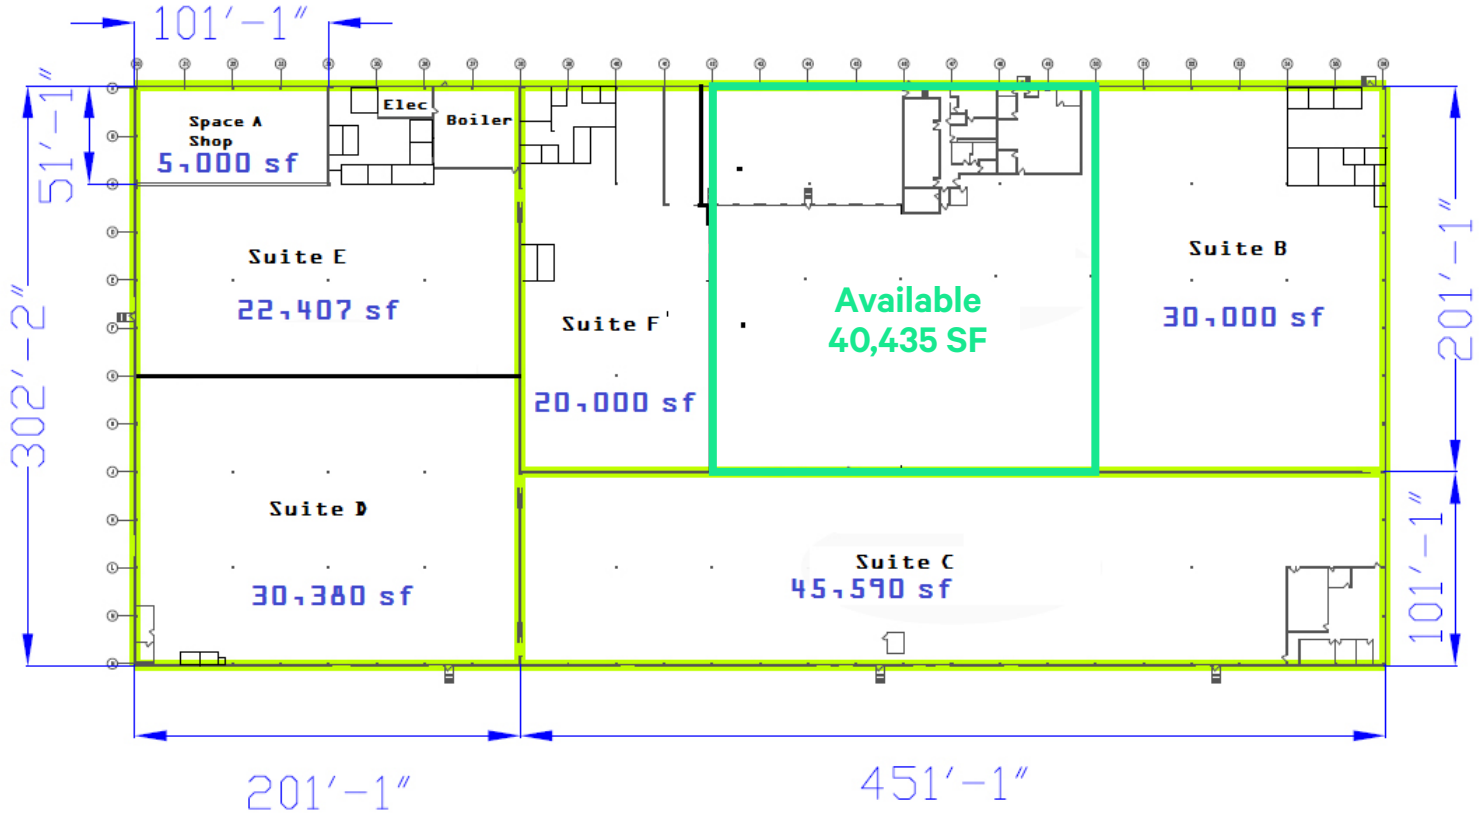 101'-1"
51'-1"
Space A
Shop
5,000 sf
Elec
Boiler
Suite E
22,407 sf
Suite F'
20,000 sf
Available
40,435 SF
Suite B
30,000 sf
302'-2"
201'-1"
Suite D
30,380 sf
Suite C
45,590 sf
101'-1"
201'-1"
451'-1"